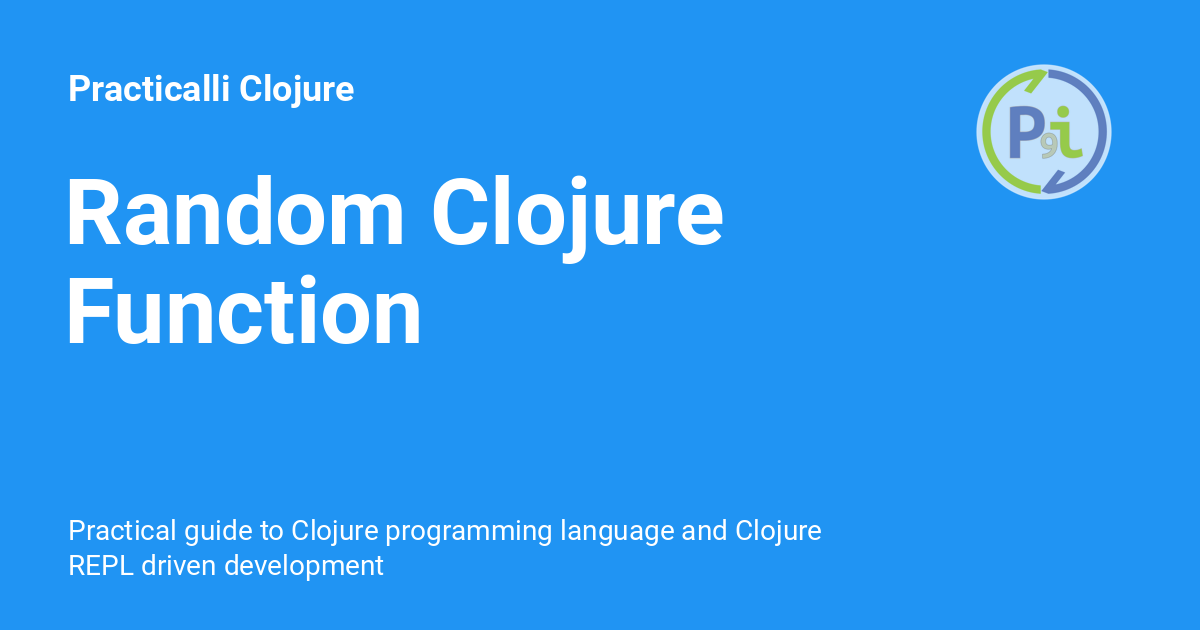 Practicalli Clojure
P9i
Random Clojure
Function
Practical guide to Clojure programming language and Clojure
REPL driven development